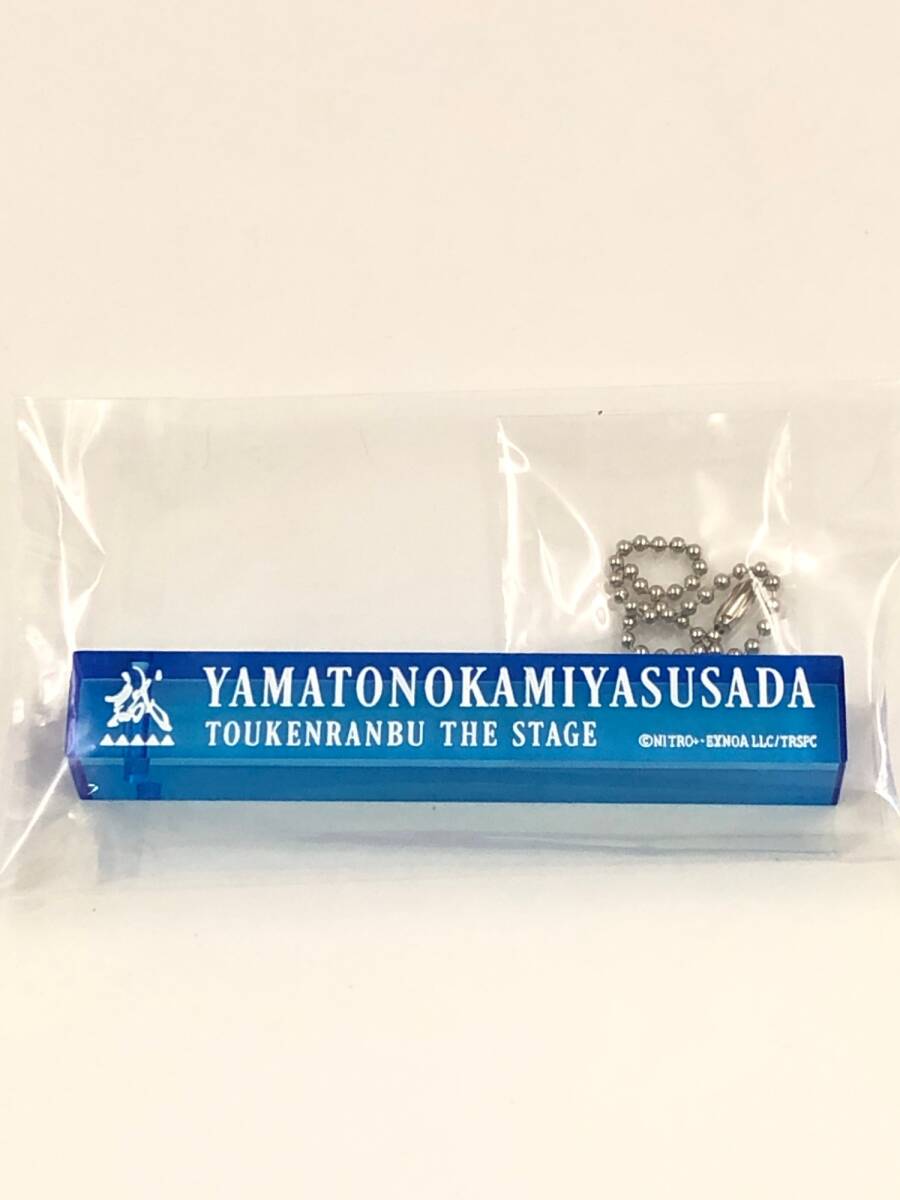 誠
YAMATONOKAMIYASUSADA
TOUKENRANBU THE STAGE
©NITRO+・EXNOA LLC/TRSPC